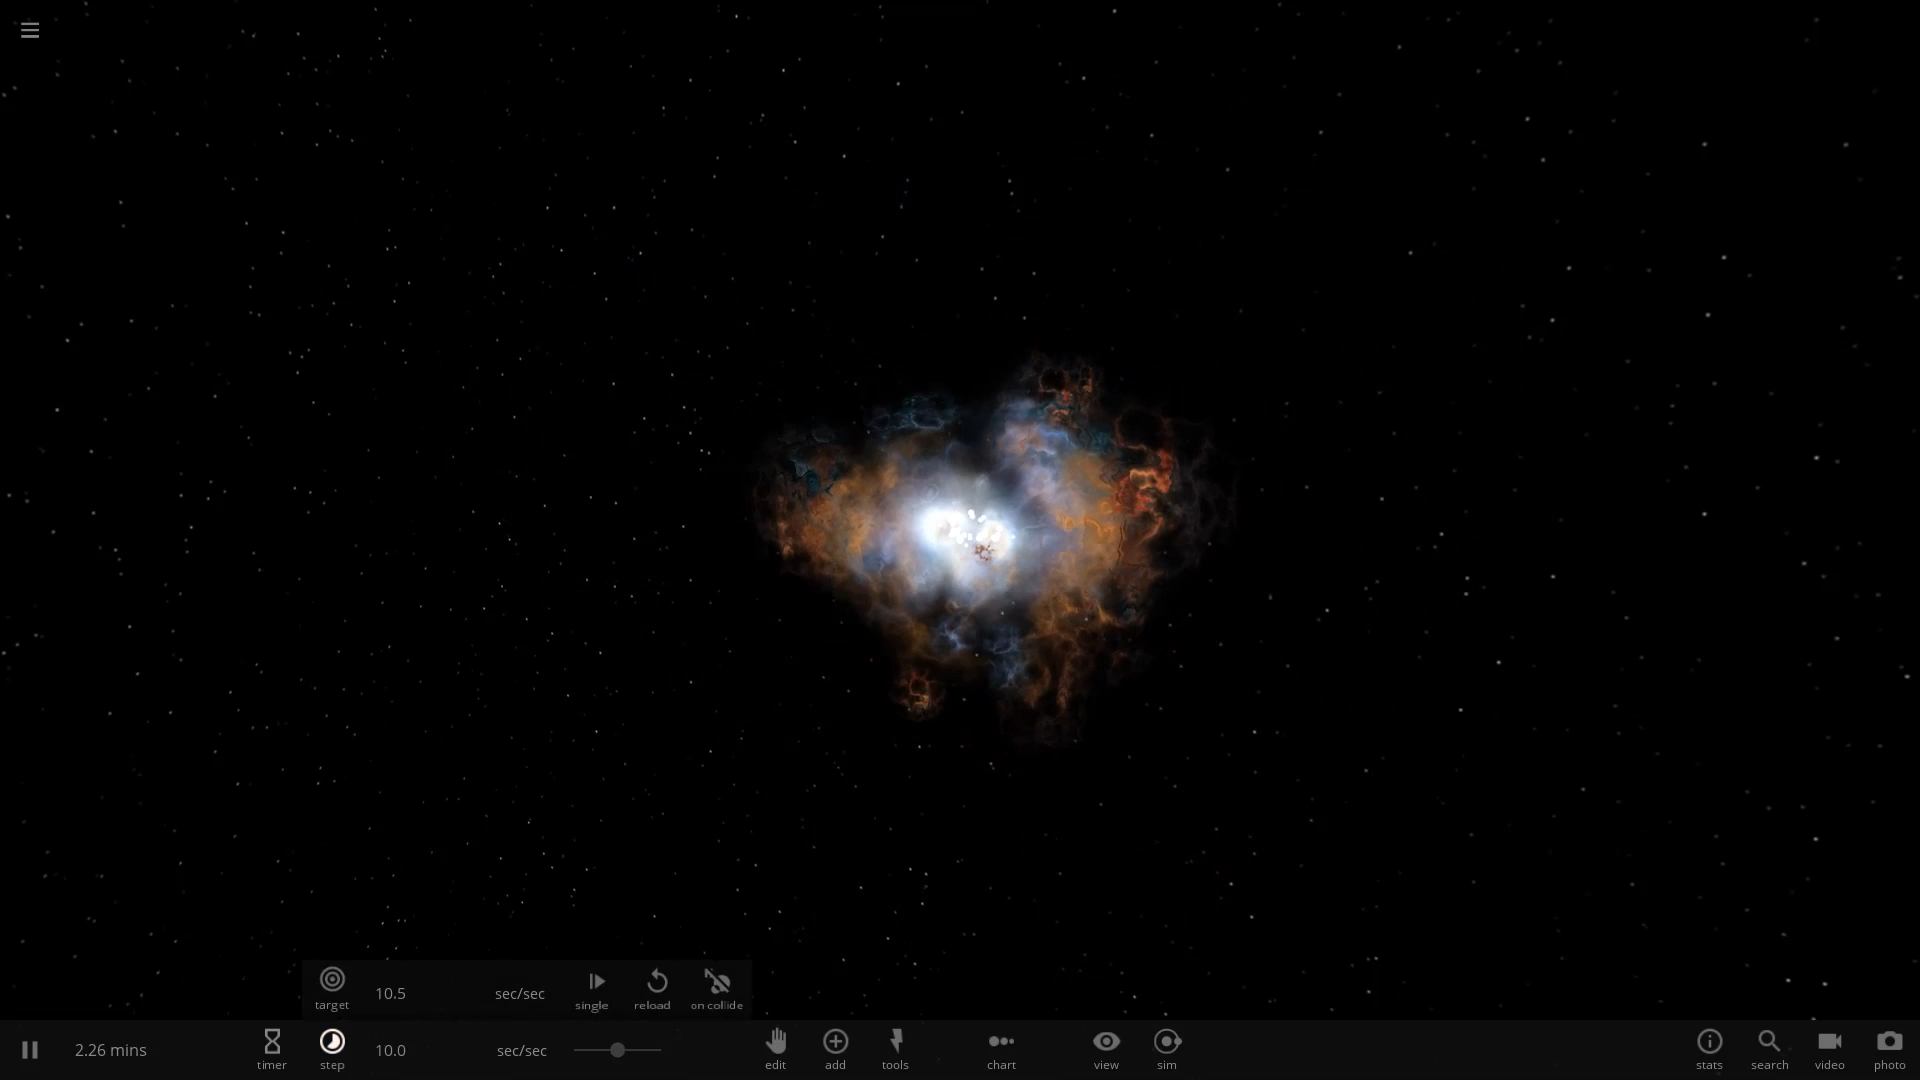 target
10.5
sec/sec
single
reload
on collide
2.26 mins
timer
step
10.0
sec/sec
edit
add
tools
chart
view
sim
stats
search
video
photo